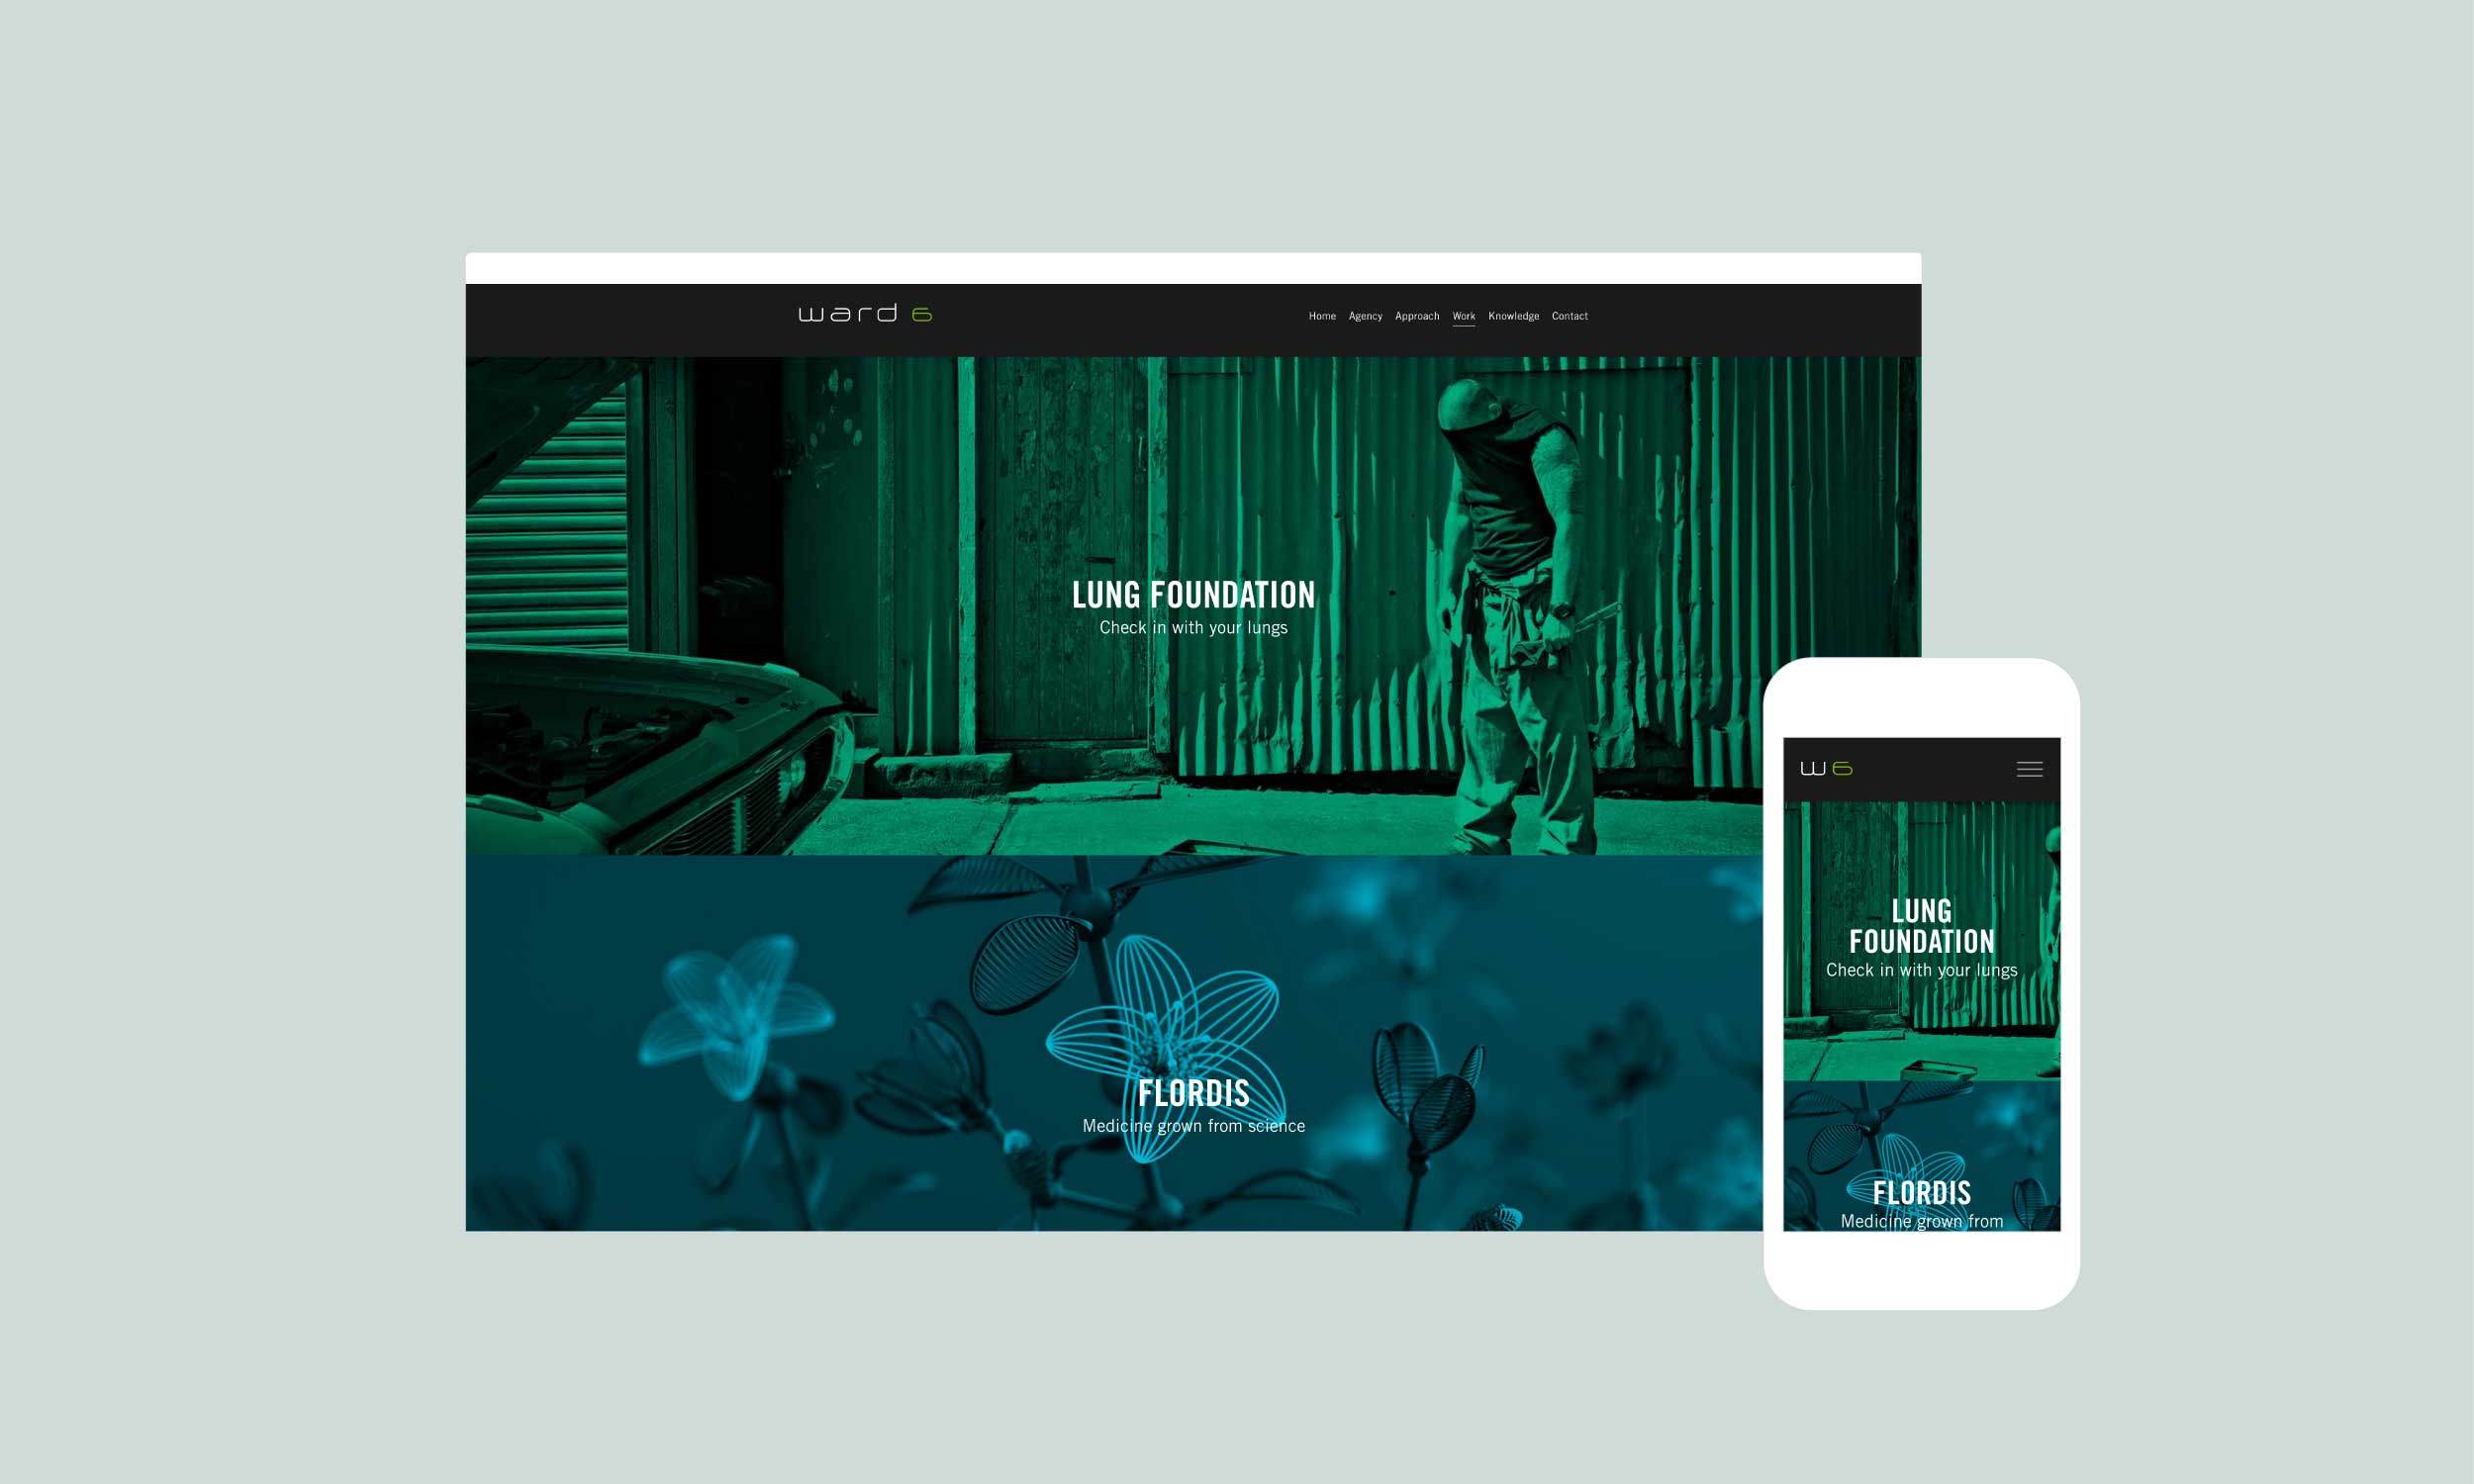 ward 6
Home Agency Approach Work Knowledge Contact
LUNG FOUNDATION
Check in with your lungs
FLORDIS
Medicine grown from science
W6
LUNG
FOUNDATION
Check in with your lungs
FLORDIS
Medicine grown from